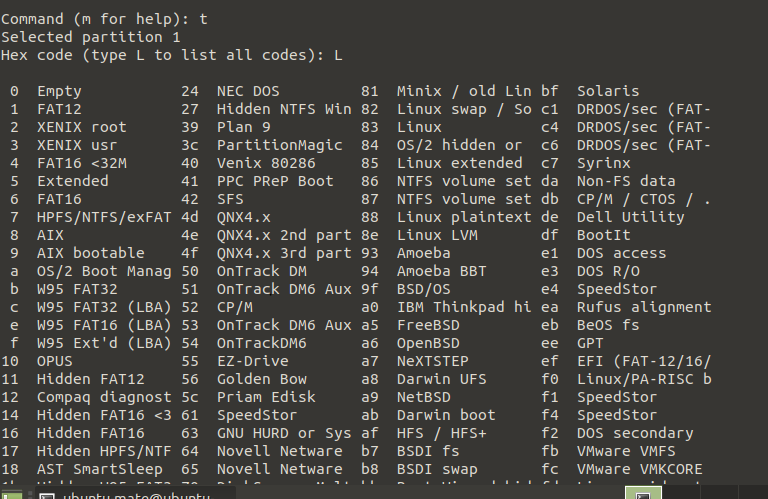 Command (m for help): t
Selected partition 1
Hex code (type L to list all codes): L
0 Empty 24 NEC DOS 81 Minix / old Lin bf Solaris
1 FAT12 27 Hidden NTFS Win 82 Linux swap / So c1 DRDOS/sec (FAT-
2 XENIX root 39 Plan 9 83 Linux c4 DRDOS/sec (FAT-
3 XENIX usr 3c PartitionMagic 84 OS/2 hidden or c6 DRDOS/sec (FAT-
4 FAT16 <32M 40 Venix 80286 85 Linux extended c7 Syrinx
5 Extended 41 PPC PReP Boot 86 NTFS volume set da Non-FS data
6 FAT16 42 SFS 87 NTFS volume set db CP/M / CTOS / .
7 HPFS/NTFS/exFAT 4d QNX4.x 88 Linux plaintext de Dell Utility
8 AIX 4e QNX4.x 2nd part 8e Linux LVM df BootIt
9 AIX bootable 4f QNX4.x 3rd part 93 Amoeba e1 DOS access
a OS/2 Boot Manag 50 OnTrack DM 94 Amoeba BBT e3 DOS R/O
b W95 FAT32 51 OnTrack DM6 Aux 9f BSD/OS e4 SpeedStor
c W95 FAT32 (LBA) 52 CP/M a0 IBM Thinkpad hi ea Rufus alignment
e W95 FAT16 (LBA) 53 OnTrack DM6 Aux a5 FreeBSD eb BeOS fs
f W95 Ext'd (LBA) 54 OnTrackDM6 a6 OpenBSD ee GPT
10 OPUS 55 EZ-Drive a7 NeXTSTEP ef EFI (FAT-12/16/
11 Hidden FAT12 56 Golden Bow a8 Darwin UFS f0 Linux/PA-RISC b
12 Compaq diagnost 5c Priam Edisk a9 NetBSD f1 SpeedStor
14 Hidden FAT16 <3 61 SpeedStor ab Darwin boot f4 SpeedStor
16 Hidden FAT16 63 GNU HURD or Sys af HFS / HFS+ f2 DOS secondary
17 Hidden HPFS/NTF 64 Novell Netware b7 BSDI fs fb VMware VMFS
18 AST SmartSleep 65 Novell Netware b8 BSDI swap fc VMware VMKCORE